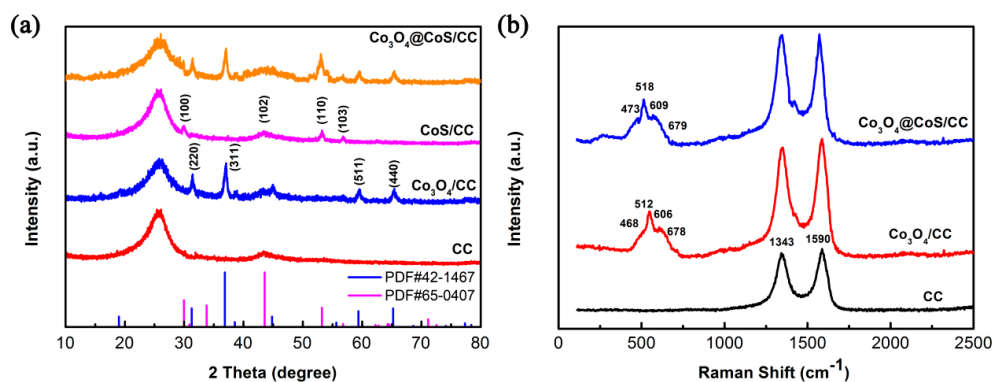 (a)
Co₃O₄@CoS/CC
(100)
(102)
(110)
(103)
CoS/CC
(220)
(311)
(511)
(440)
Co₃O₄/CC
CC
PDF#42-1467
PDF#65-0407
Intensity (a.u.)
10 20 30 40 50 60 70 80
2 Theta (degree)
(b)
518
473
609
679
Co₃O₄@CoS/CC
512
468
606
678
Co₃O₄/CC
1343
1590
CC
Intensity (a.u.)
0 500 1000 1500 2000 2500
Raman Shift (cm⁻¹)